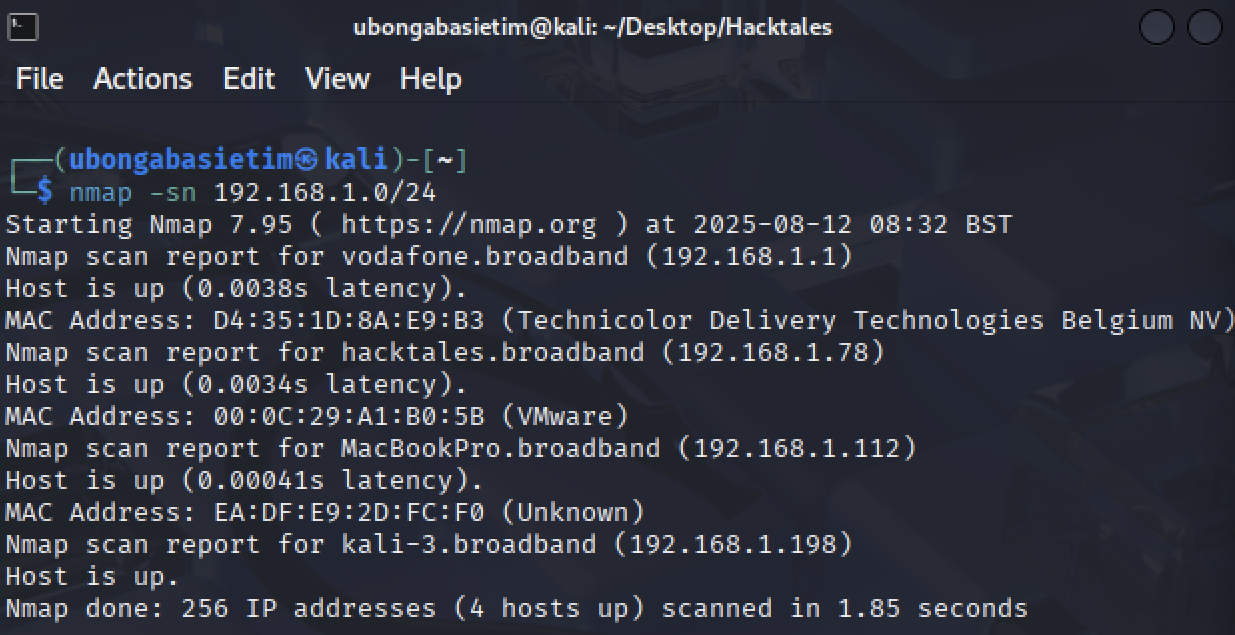 ubongabasietim@kali: ~/Desktop/Hacktales
File Actions Edit View Help
┌──(ubongabasietim㉿kali)-[~]
└─$ nmap -sn 192.168.1.0/24
Starting Nmap 7.95 ( https://nmap.org ) at 2025-08-12 08:32 BST
Nmap scan report for vodafone.broadband (192.168.1.1)
Host is up (0.0038s latency).
MAC Address: D4:35:1D:8A:E9:B3 (Technicolor Delivery Technologies Belgium NV)
Nmap scan report for hacktales.broadband (192.168.1.78)
Host is up (0.0034s latency).
MAC Address: 00:0C:29:A1:B0:5B (VMware)
Nmap scan report for MacBookPro.broadband (192.168.1.112)
Host is up (0.00041s latency).
MAC Address: EA:DF:E9:2D:FC:F0 (Unknown)
Nmap scan report for kali-3.broadband (192.168.1.198)
Host is up.
Nmap done: 256 IP addresses (4 hosts up) scanned in 1.85 seconds